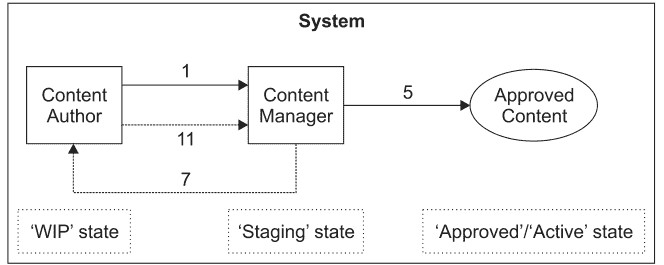 System
1
5
Content
Author
Content
Manager
Approved
Content
11
7
‘WIP’ state
‘Staging’ state
‘Approved’/‘Active’ state